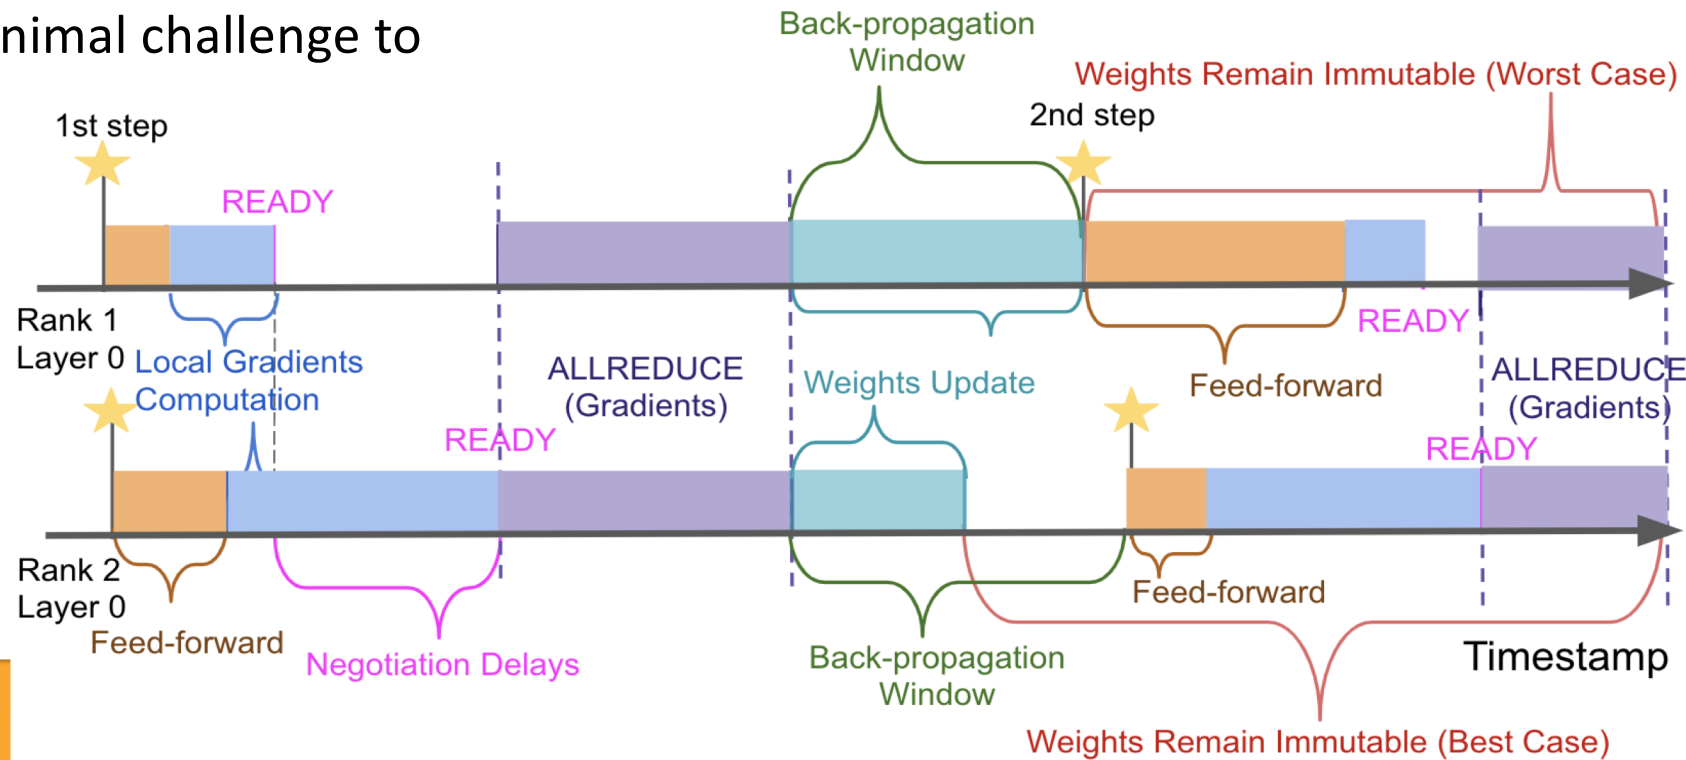 nimal challenge to
Back-propagation
Window
Weights Remain Immutable (Worst Case)
1st step
2nd step
READY
Rank 1
Layer 0
READY
Local Gradients
Computation
ALLREDUCE
(Gradients)
Weights Update
Feed-forward
ALLREDUCE
(Gradients)
READY
READY
Rank 2
Layer 0
Feed-forward
Feed-forward
Negotiation Delays
Back-propagation
Window
Timestamp
Weights Remain Immutable (Best Case)